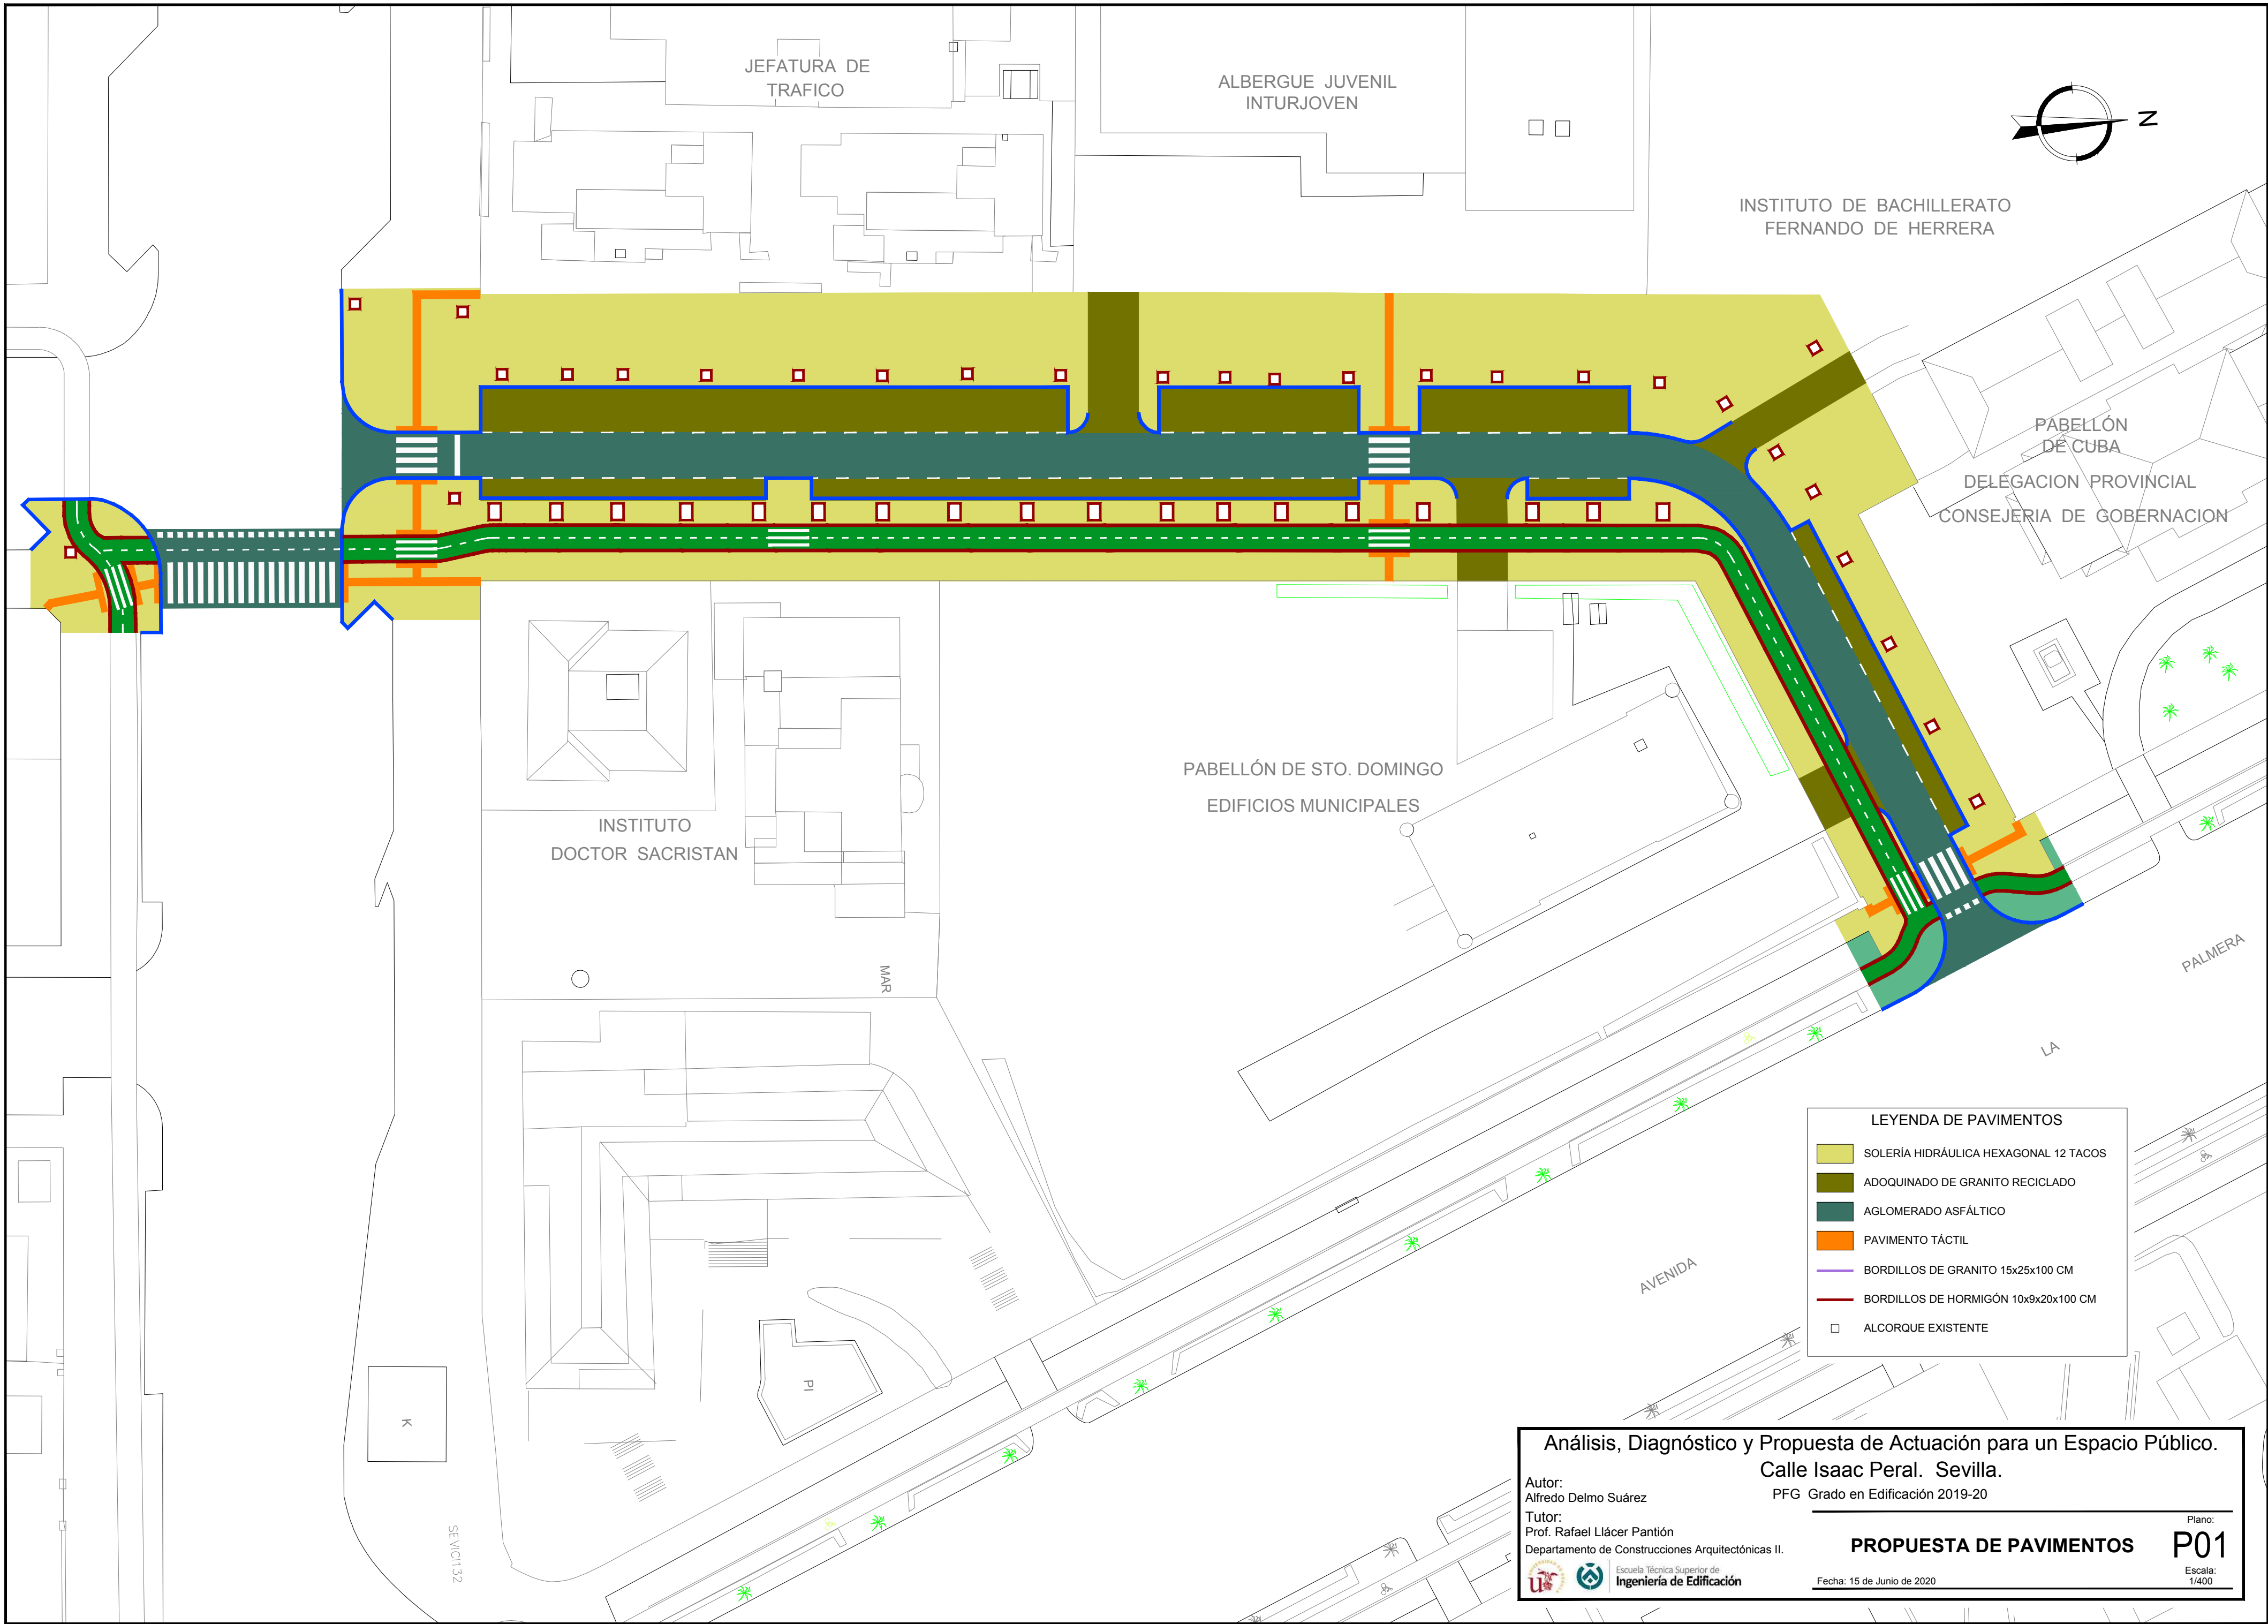 JEFATURA DE
TRAFICO
ALBERGUE JUVENIL
INTURJOVEN
N
INSTITUTO DE BACHILLERATO
FERNANDO DE HERRERA
PABELLÓN
DE CUBA
DELEGACION PROVINCIAL
CONSEJERIA DE GOBERNACION
PABELLÓN DE STO. DOMINGO
EDIFICIOS MUNICIPALES
INSTITUTO
DOCTOR SACRISTAN
MAR
PALMERA
LA
AVENIDA
PI
K
SEVICI132
LEYENDA DE PAVIMENTOS
SOLERÍA HIDRÁULICA HEXAGONAL 12 TACOS
ADOQUINADO DE GRANITO RECICLADO
AGLOMERADO ASFÁLTICO
PAVIMENTO TÁCTIL
BORDILLOS DE GRANITO 15x25x100 CM
BORDILLOS DE HORMIGÓN 10x9x20x100 CM
ALCORQUE EXISTENTE
Análisis, Diagnóstico y Propuesta de Actuación para un Espacio Público.
Calle Isaac Peral. Sevilla.
Autor:
Alfredo Delmo Suárez
PFG Grado en Edificación 2019-20
Tutor:
Prof. Rafael Llácer Pantión
Departamento de Construcciones Arquitectónicas II.
Escuela Técnica Superior de
Ingeniería de Edificación
PROPUESTA DE PAVIMENTOS
Fecha: 15 de Junio de 2020
Plano:
P01
Escala:
1/400